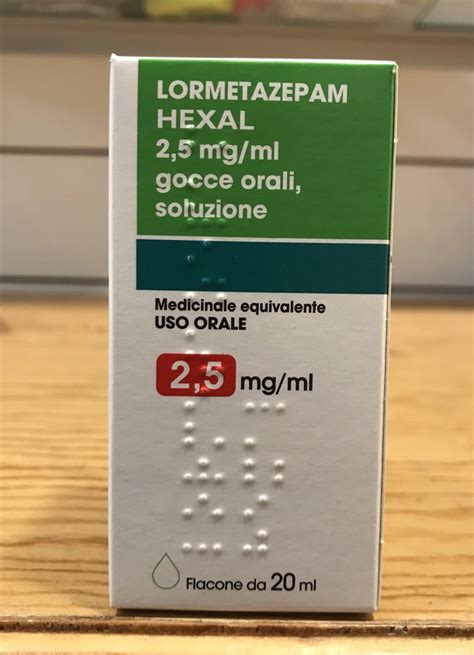 LORMETAZEPAM
HEXAL
2,5 mg/ml
gocce orali,
soluzione
Medicinale equivalente
USO ORALE
2,5 mg/ml
Flacone da 20 ml